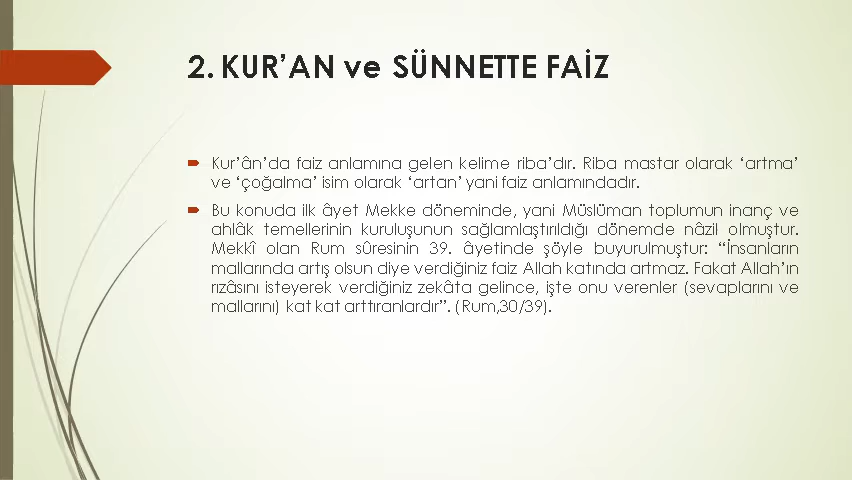 2. KUR’AN ve SÜNNETTE FAİZ
Kur’ân’da faiz anlamına gelen kelime riba’dır. Riba mastar olarak ‘artma’
ve ‘çoğalma’ isim olarak ‘artan’ yani faiz anlamındadır.
Bu konuda ilk âyet Mekke döneminde, yani Müslüman toplumun inanç ve
ahlâk temellerinin kuruluşunun sağlamlaştırıldığı dönemde nâzil olmuştur.
Mekkî olan Rum sûresinin 39. âyetinde şöyle buyurulmuştur: “İnsanların
mallarında artış olsun diye verdiğiniz faiz Allah katında artmaz. Fakat Allah’ın
rızâsını isteyerek verdiğiniz zekâta gelince, işte onu verenler (sevaplarını ve
mallarını) kat kat arttıranlardır”. (Rum,30/39).